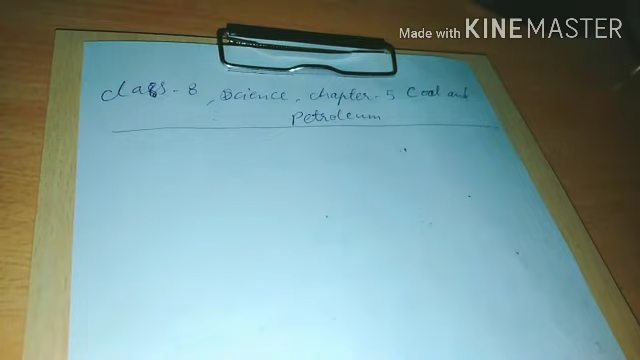 Made with KINEMASTER
class - 8, Science, chapter - 5 Coal and
Petroleum